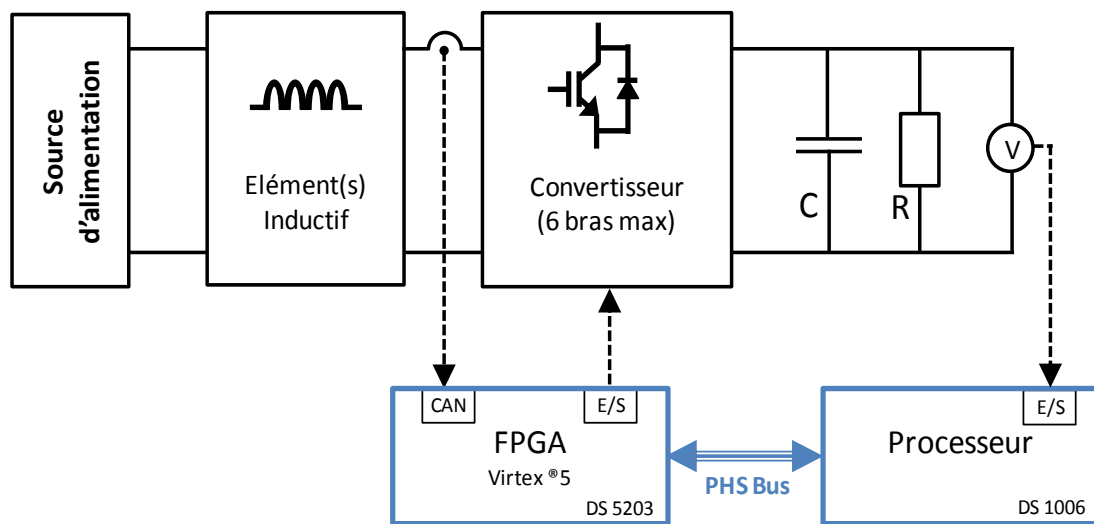 Source
d'alimentation
Elément(s)
Inductif
Convertisseur
(6 bras max)
C
R
V
CAN
E/S
FPGA
Virtex ®5
DS 5203
PHS Bus
E/S
Processeur
DS 1006